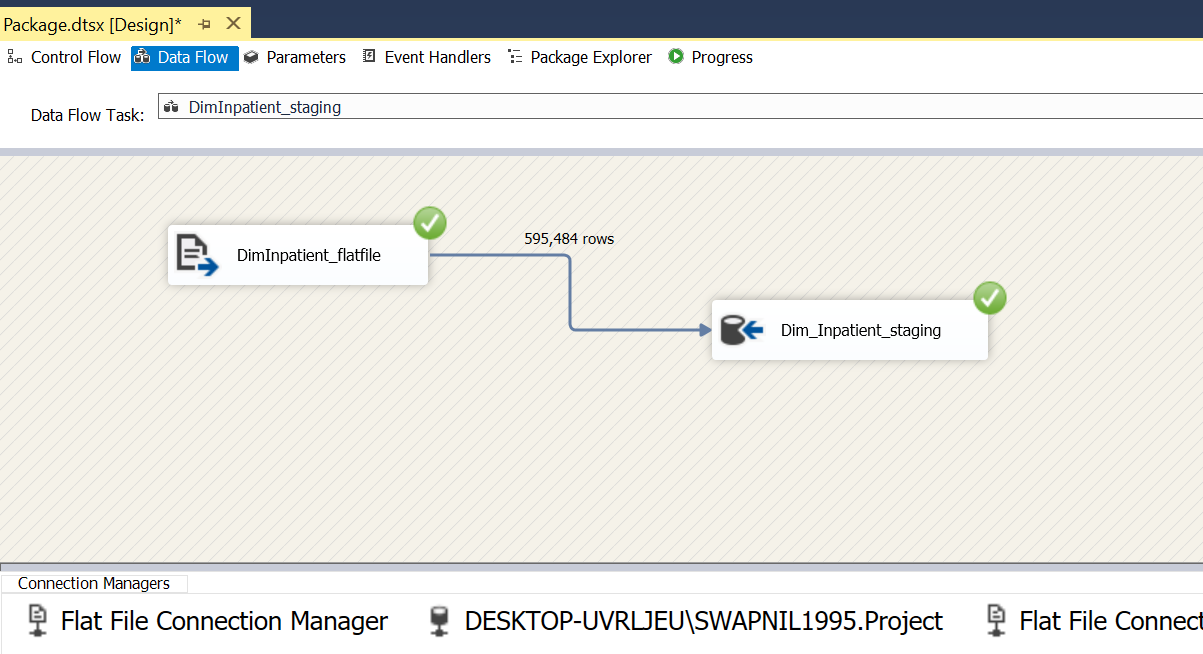 Package.dtsx [Design]*
Control Flow Data Flow Parameters Event Handlers Package Explorer Progress
Data Flow Task: DimInpatient_staging
595,484 rows
DimInpatient_flatfile
Dim_Inpatient_staging
Connection Managers
Flat File Connection Manager DESKTOP-UVRLJEU\SWAPNIL1995.Project Flat File Connect